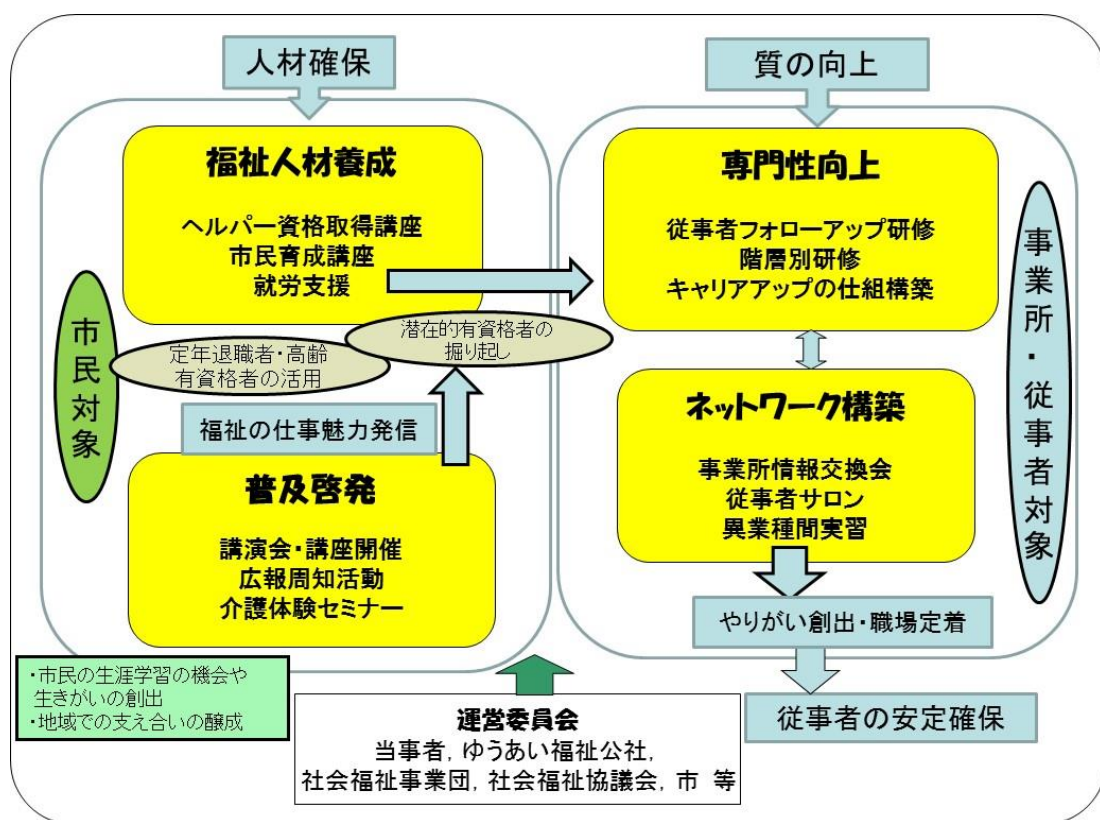 人材確保
質の向上
福祉人材養成
ヘルパー資格取得講座
市民育成講座
就労支援
専門性向上
従事者フォローアップ研修
階層別研修
キャリアアップの仕組構築
市民対象
事業所・従事者対象
定年退職者・高齢
有資格者の活用
潜在的有資格者の
掘り起し
福祉の仕事魅力発信
普及啓発
講演会・講座開催
広報周知活動
介護体験セミナー
ネットワーク構築
事業所情報交換会
従事者サロン
異業種間実習
やりがい創出・職場定着
従事者の安定確保
・市民の生涯学習の機会や
生きがいの創出
・地域での支え合いの醸成
運営委員会
当事者, ゆうあい福祉公社,
社会福祉事業団, 社会福祉協議会, 市 等